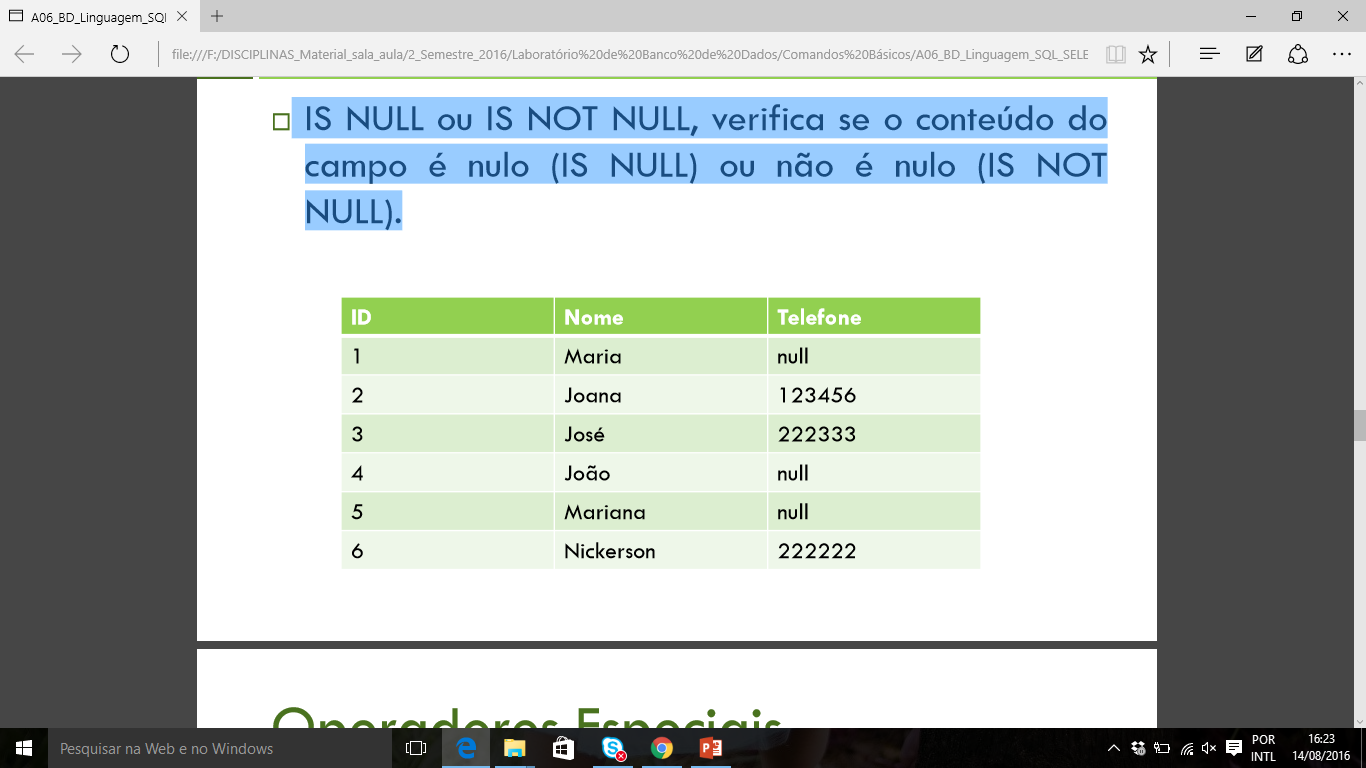 A06_BD_Linguagem_SQL
file:///F:/DISCIPLINAS_Material_sala_aula/2_Semestre_2016/Laboratório%20de%20Banco%20de%20Dados/Comandos%20Básicos/A06_BD_Linguagem_SQL_SELE
IS NULL ou IS NOT NULL, verifica se o conteúdo do
campo é nulo (IS NULL) ou não é nulo (IS NOT
NULL).
ID Nome Telefone
1 Maria null
2 Joana 123456
3 José 222333
4 João null
5 Mariana null
6 Nickerson 222222
Operadores Especiais
Pesquisar na Web e no Windows
POR 16:23
INTL 14/08/2016